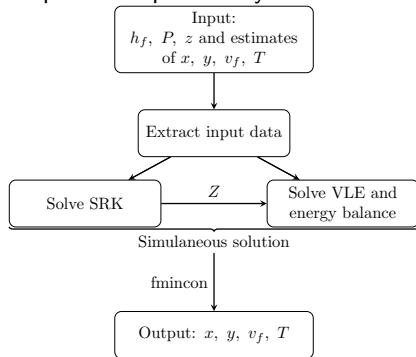 Input:
h_f, P, z and estimates
of x, y, v_f, T
Extract input data
Solve SRK
Z
Solve VLE and
energy balance
Simultaneous solution
fmincon
Output: x, y, v_f, T